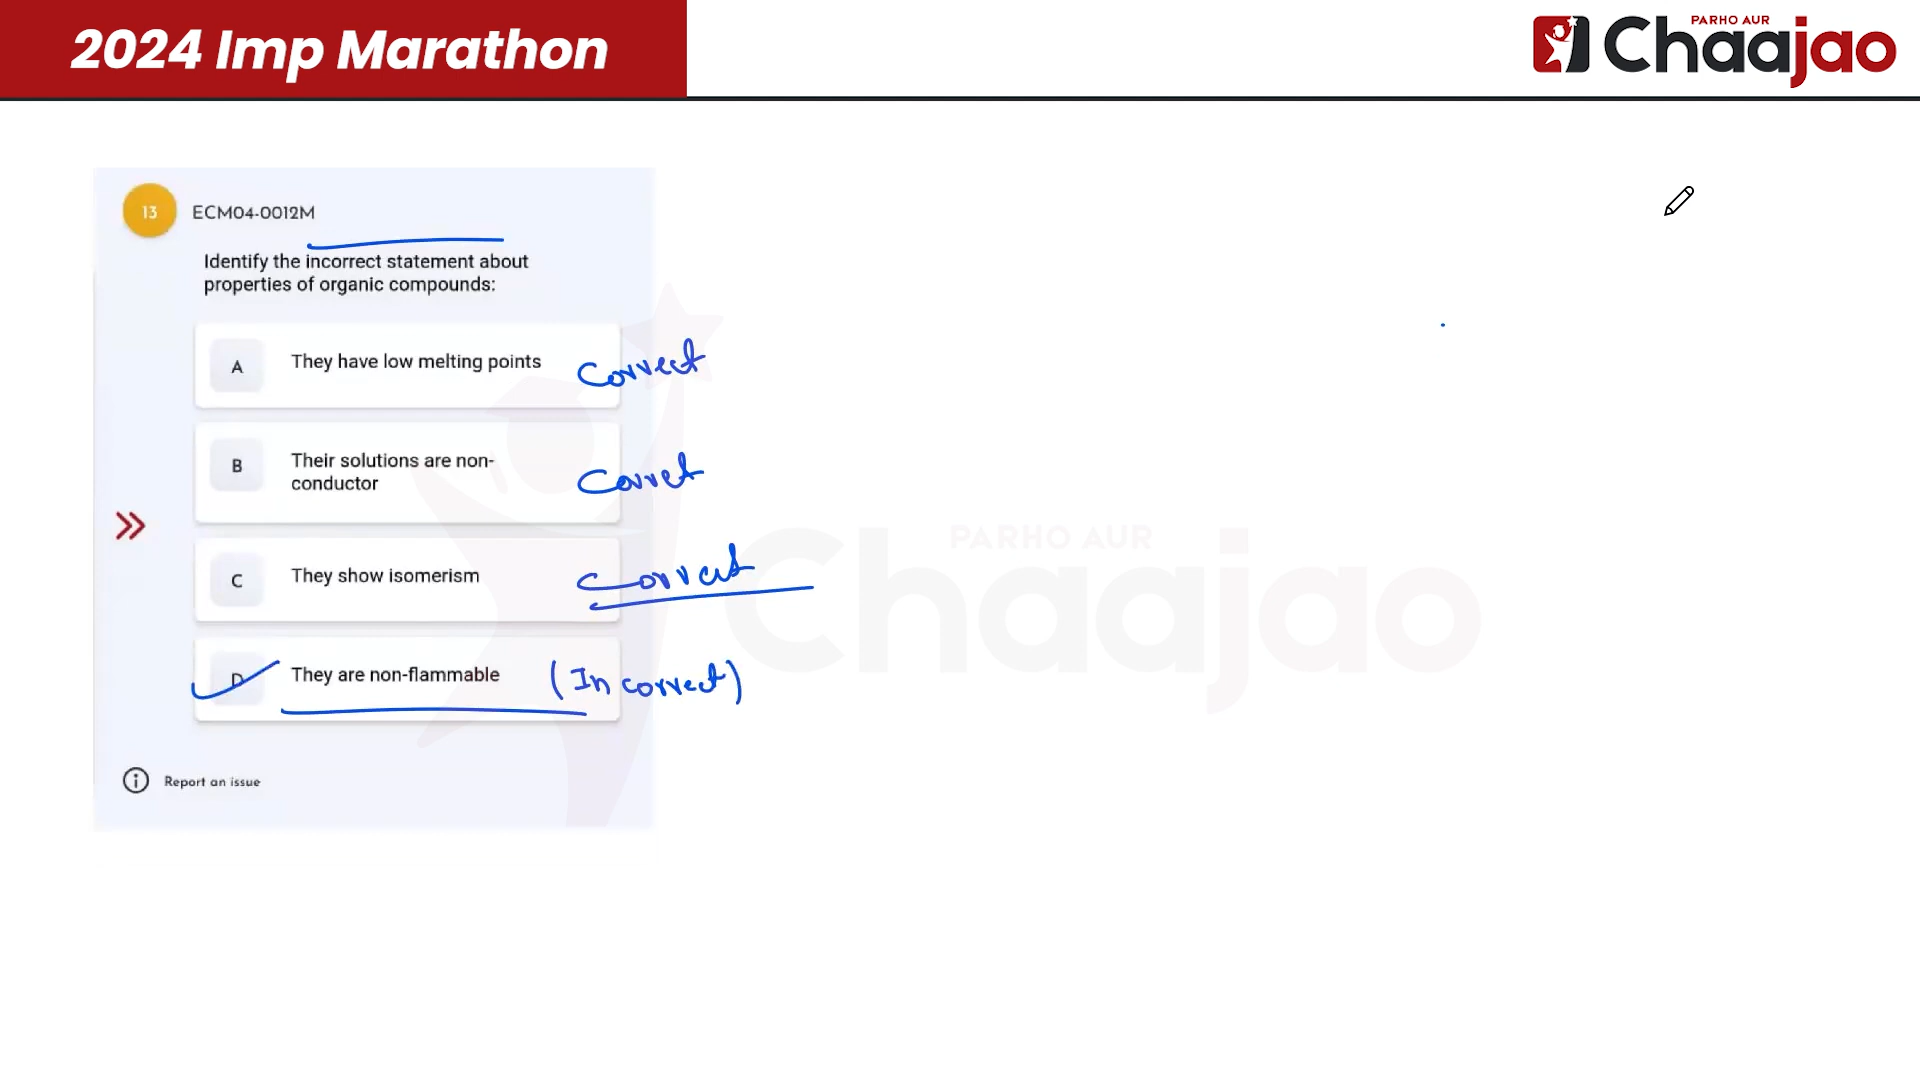 2024 Imp Marathon
PARHO AUR
Chaajao
13
ECM04-0012M
Identify the incorrect statement about
properties of organic compounds:
A
They have low melting points
Correct
B
Their solutions are non-
conductor
Corret
C
They show isomerism
Correct
D
They are non-flammable
(In correct)
Report an issue
PARHO AUR
Chaajao